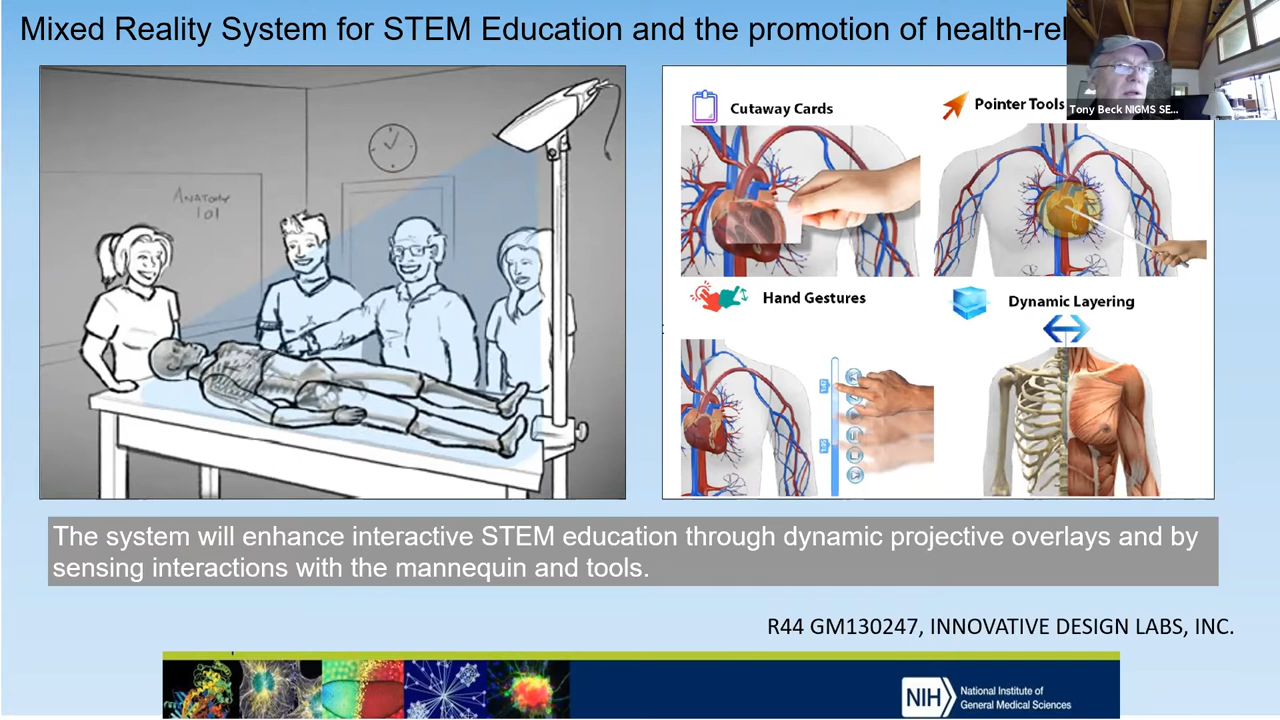 Mixed Reality System for STEM Education and the promotion of health-rel
Tony Beck NIGMS SE...
ANATOMY
101
Cutaway Cards
Pointer Tools
Hand Gestures
Dynamic Layering
The system will enhance interactive STEM education through dynamic projective overlays and by
sensing interactions with the mannequin and tools.
R44 GM130247, INNOVATIVE DESIGN LABS, INC.
NIH
National Institute of
General Medical Sciences